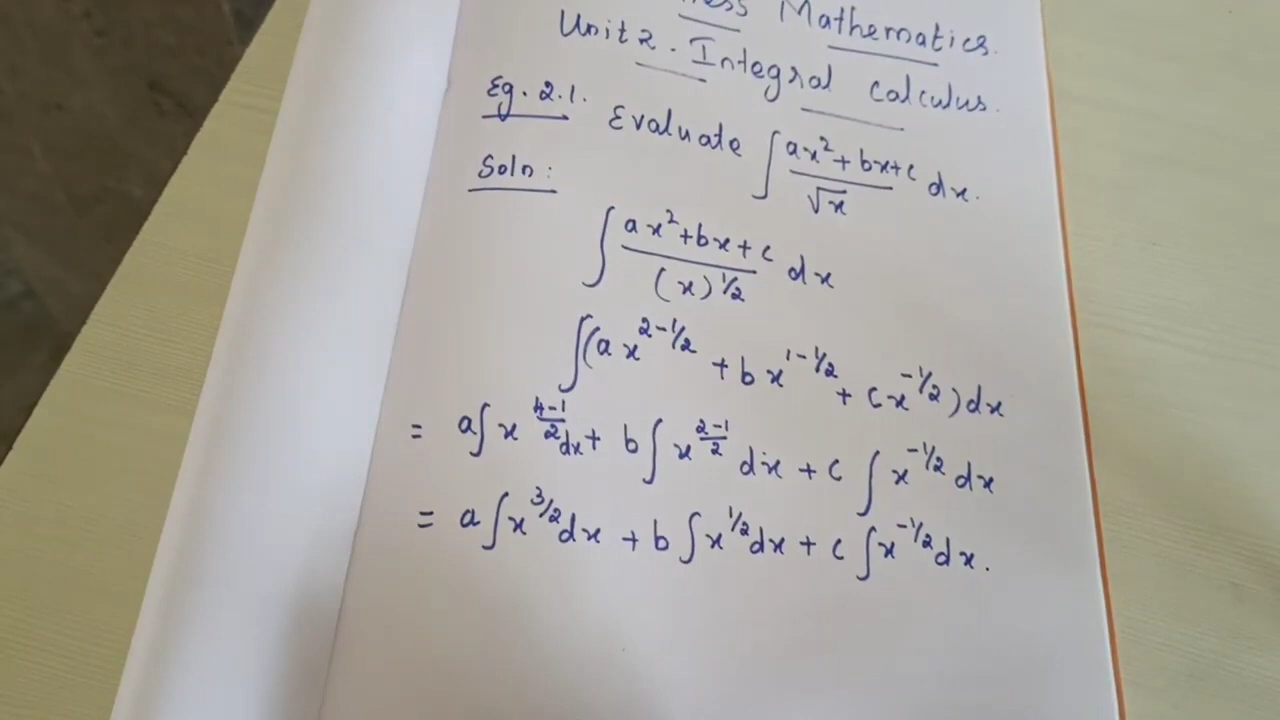 Mathematics.
Unit 2. Integral Calculus.
Eg. 2.1. Evaluate ∫ (ax² + bx + c)/√x dx.
Soln:
∫ (ax² + bx + c)/(x)^½ dx
∫(a x^(2-1/2) + b x^(1-1/2) + c x^(-1/2)) dx
= a∫ x^((4-1)/2) dx + b∫ x^((2-1)/2) dx + c∫ x^(-1/2) dx
= a∫x^(3/2) dx + b∫x^(1/2) dx + c∫x^(-1/2) dx.